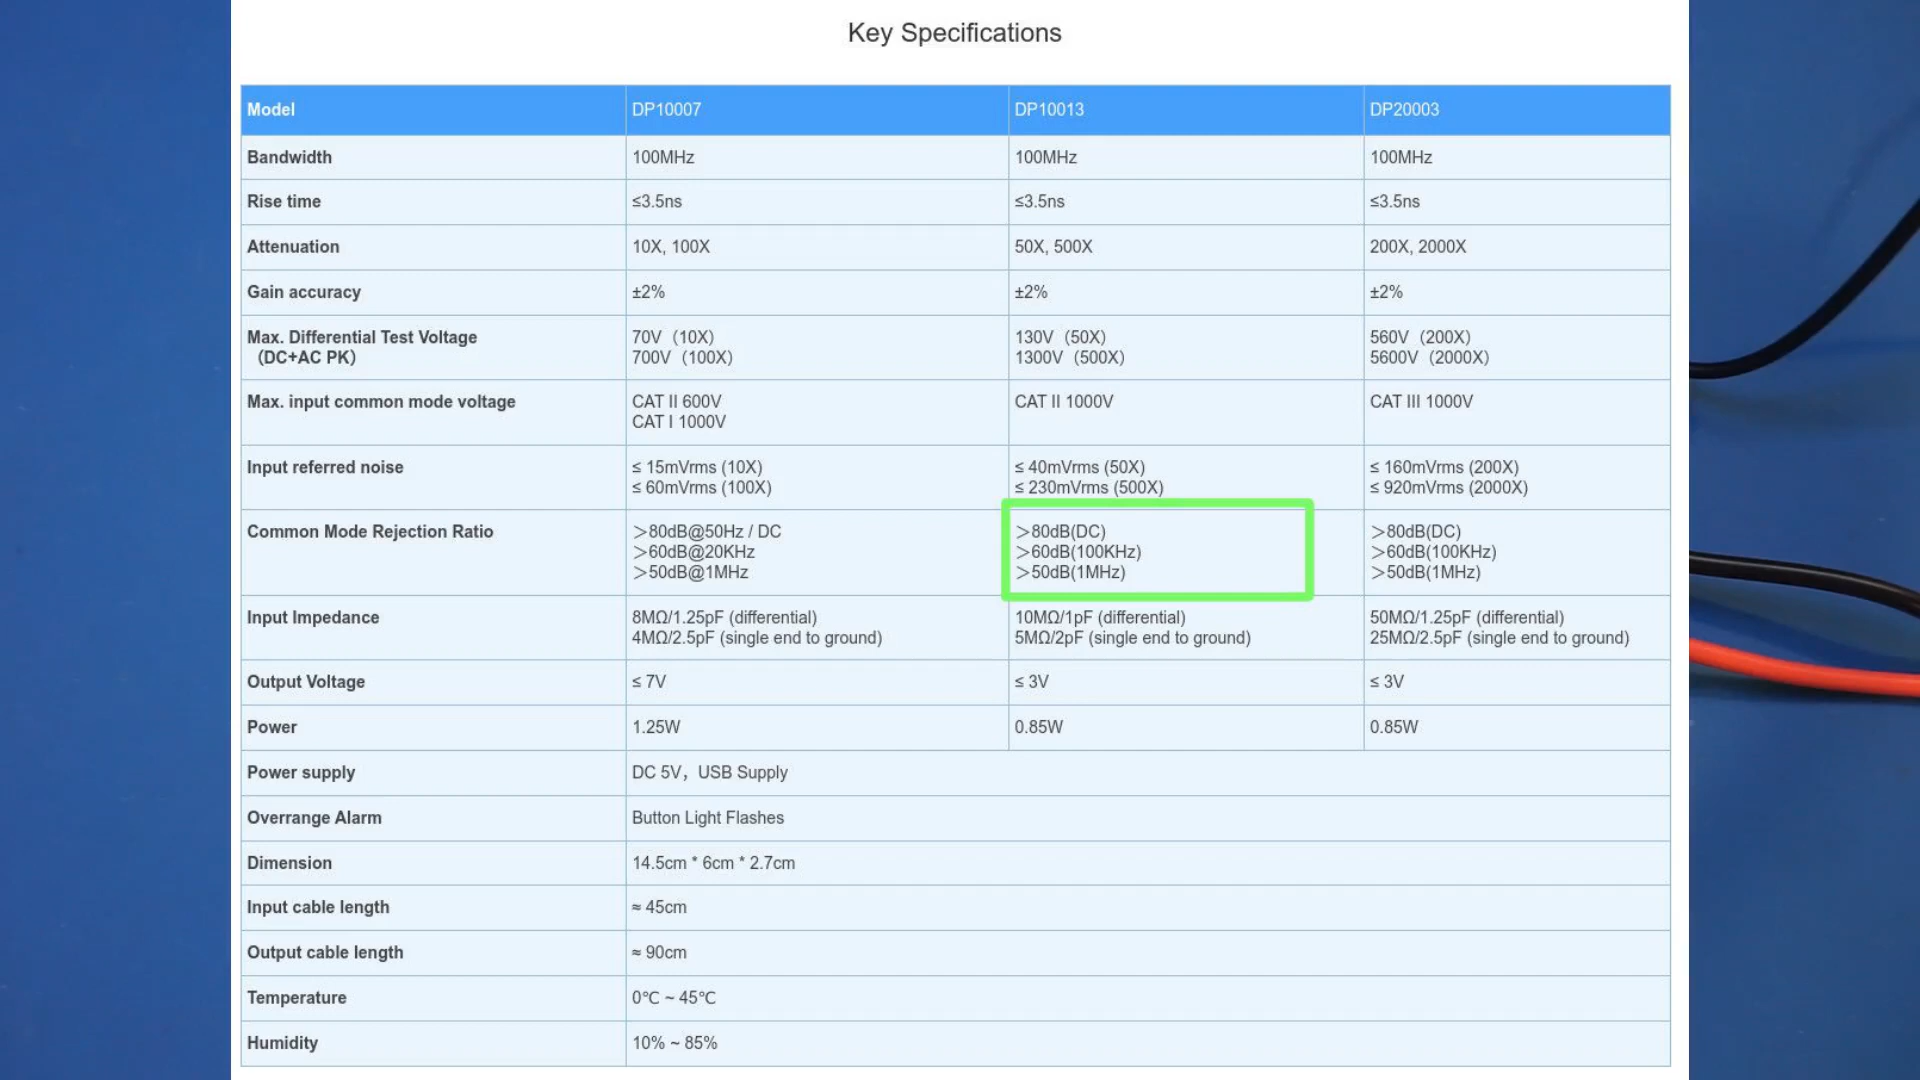 Key Specifications
Model DP10007 DP10013 DP20003
Bandwidth 100MHz 100MHz 100MHz
Rise time ≤3.5ns ≤3.5ns ≤3.5ns
Attenuation 10X, 100X 50X, 500X 200X, 2000X
Gain accuracy ±2% ±2% ±2%
Max. Differential Test Voltage 70V（10X） 130V（50X） 560V（200X）
（DC+AC PK） 700V（100X） 1300V（500X） 5600V（2000X）
Max. input common mode voltage CAT II 600V CAT II 1000V CAT III 1000V
CAT I 1000V
Input referred noise ≤ 15mVrms (10X) ≤ 40mVrms (50X) ≤ 160mVrms (200X)
≤ 60mVrms (100X) ≤ 230mVrms (500X) ≤ 920mVrms (2000X)
Common Mode Rejection Ratio ＞80dB@50Hz / DC ＞80dB(DC) ＞80dB(DC)
＞60dB@20KHz ＞60dB(100KHz) ＞60dB(100KHz)
＞50dB@1MHz ＞50dB(1MHz) ＞50dB(1MHz)
Input Impedance 8MΩ/1.25pF (differential) 10MΩ/1pF (differential) 50MΩ/1.25pF (differential)
4MΩ/2.5pF (single end to ground) 5MΩ/2pF (single end to ground) 25MΩ/2.5pF (single end to ground)
Output Voltage ≤ 7V ≤ 3V ≤ 3V
Power 1.25W 0.85W 0.85W
Power supply DC 5V，USB Supply
Overrange Alarm Button Light Flashes
Dimension 14.5cm * 6cm * 2.7cm
Input cable length ≈ 45cm
Output cable length ≈ 90cm
Temperature 0℃ ~ 45℃
Humidity 10% ~ 85%